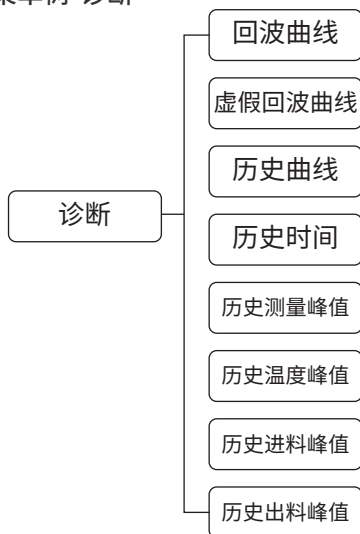 诊断
回波曲线
虚假回波曲线
历史曲线
诊断
历史时间
历史测量峰值
历史温度峰值
历史进料峰值
历史出料峰值